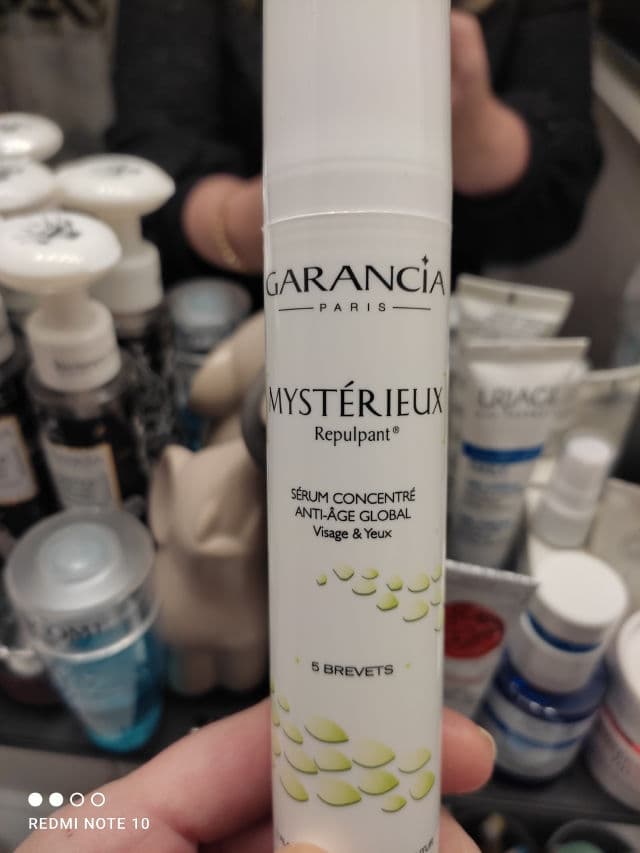 GARANCIA
PARIS
MYSTÉRIEUX
Repulpant®
SÉRUM CONCENTRÉ
ANTI-ÂGE GLOBAL
Visage & Yeux
5 BREVETS
URIAGE
REDMI NOTE 10